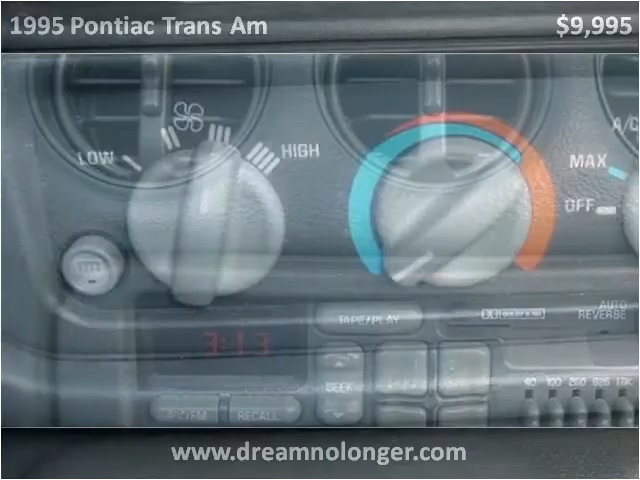 1995 Pontiac Trans Am
$9,995
LOW
HIGH
A/C
MAX
OFF
TAPE/PLAY
AUTO
REVERSE
3:13
SEEK
RECALL
60
www.dreamnolonger.com